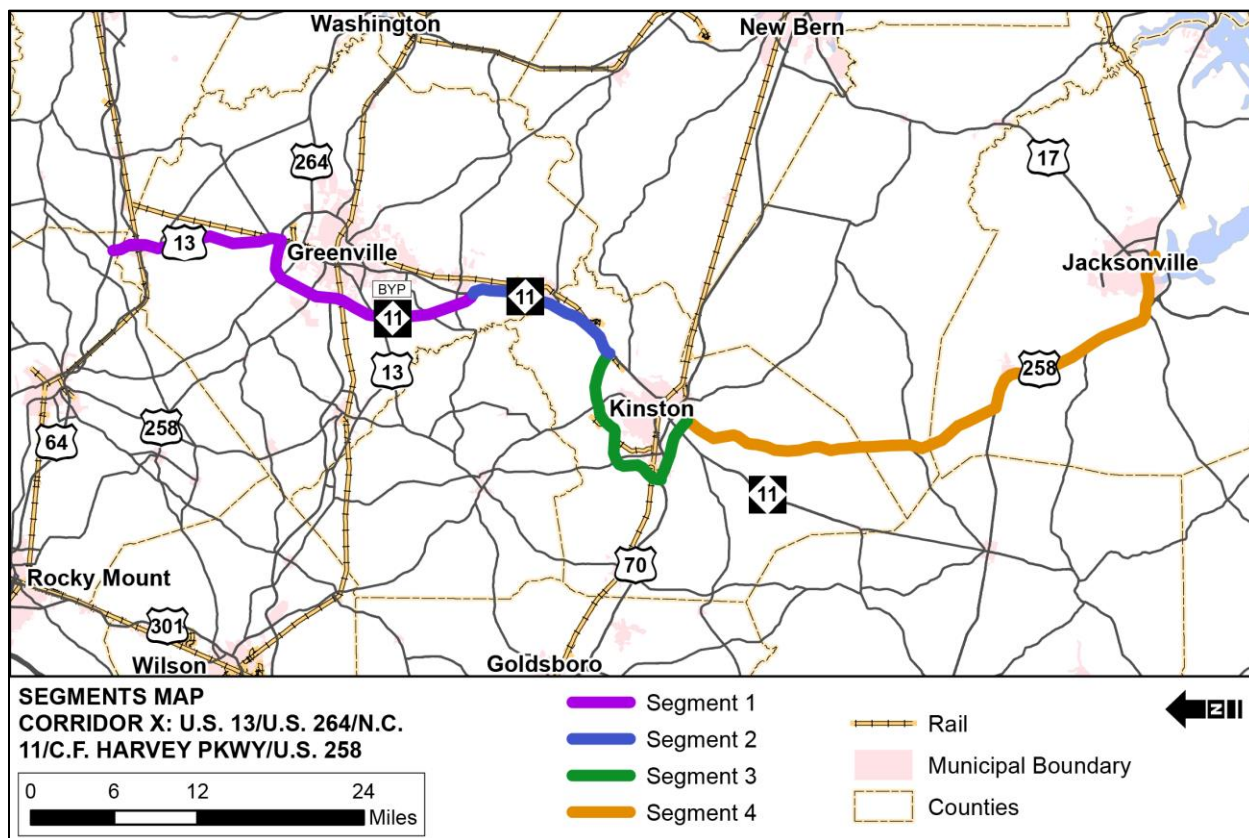 Washington
New Bern
264
17
13
Greenville
Jacksonville
BYP
11
11
13
258
Kinston
258
64
11
70
Rocky Mount
301
Wilson
Goldsboro
SEGMENTS MAP
CORRIDOR X: U.S. 13/U.S. 264/N.C.
11/C.F. HARVEY PKWY/U.S. 258
0 6 12 24
Miles
Segment 1
Segment 2
Segment 3
Segment 4
Rail
Municipal Boundary
Counties
N